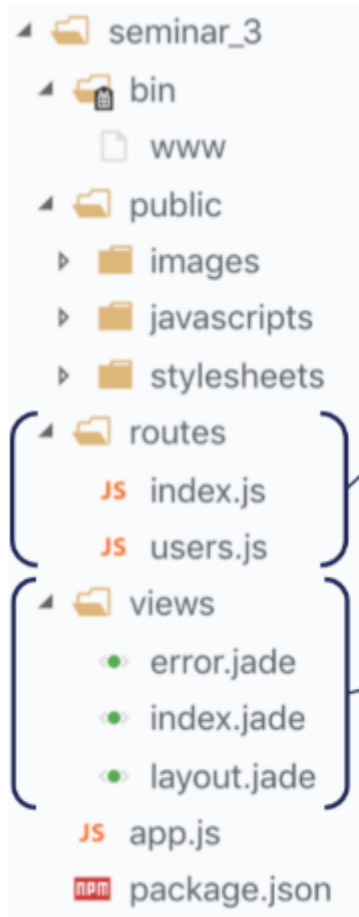 seminar_3
bin
www
public
images
javascripts
stylesheets
routes
JS index.js
JS users.js
views
error.jade
index.jade
layout.jade
JS app.js
npm package.json